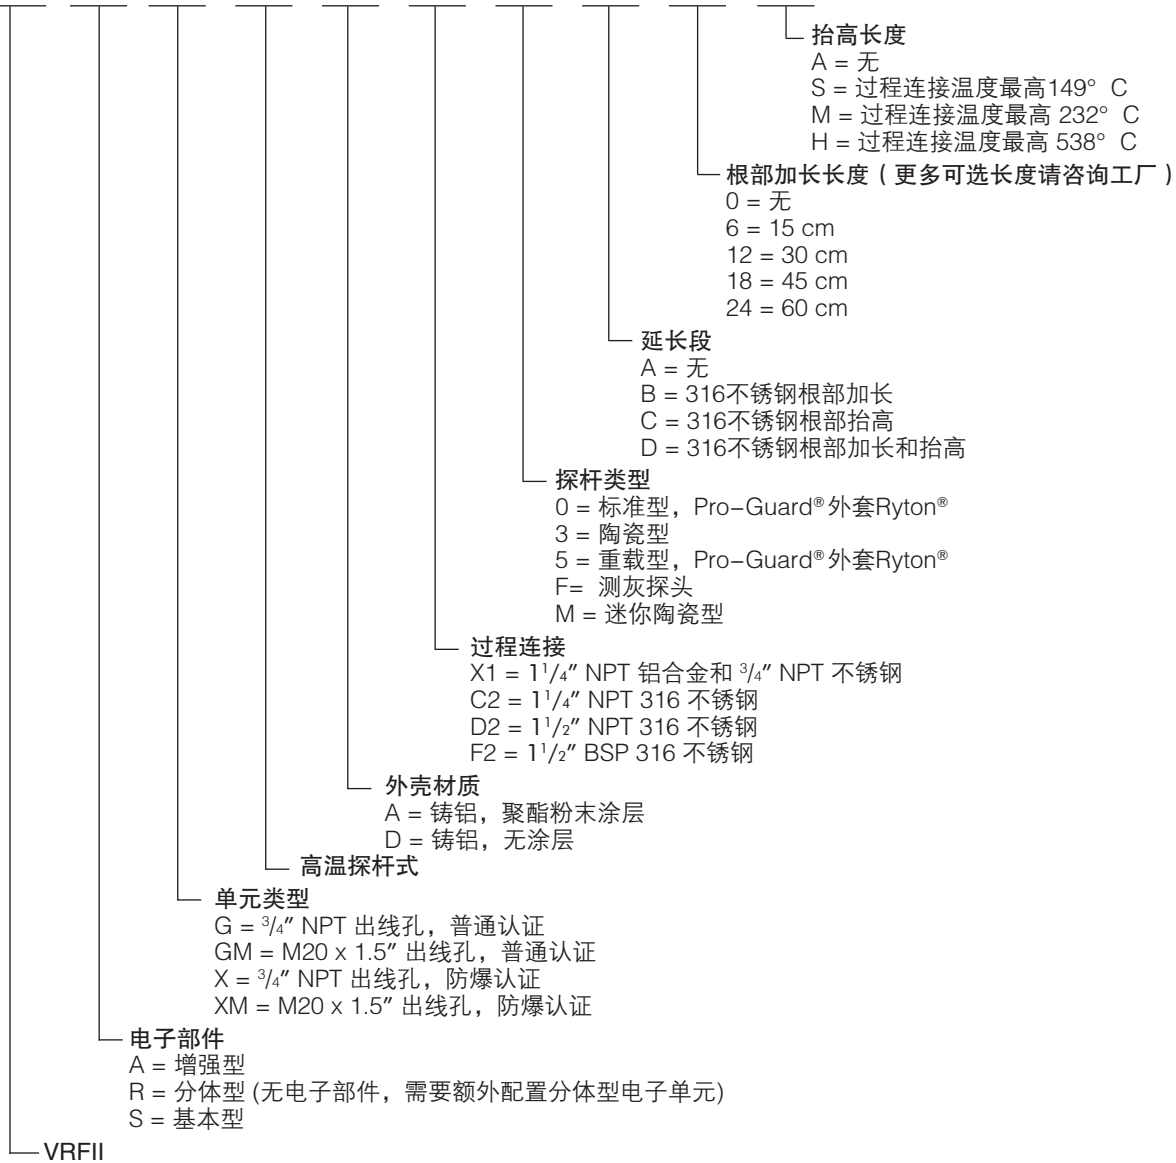 抬高长度
A = 无
S = 过程连接温度最高149° C
M = 过程连接温度最高 232° C
H = 过程连接温度最高 538° C
根部加长长度（更多可选长度请咨询工厂）
0 = 无
6 = 15 cm
12 = 30 cm
18 = 45 cm
24 = 60 cm
延长段
A = 无
B = 316不锈钢根部加长
C = 316不锈钢根部抬高
D = 316不锈钢根部加长和抬高
探杆类型
0 = 标准型，Pro-Guard®外套Ryton®
3 = 陶瓷型
5 = 重载型，Pro-Guard®外套Ryton®
F= 测灰探头
M = 迷你陶瓷型
过程连接
X1 = 1¹/₄″ NPT 铝合金和 ³/₄″ NPT 不锈钢
C2 = 1¹/₄″ NPT 316 不锈钢
D2 = 1¹/₂″ NPT 316 不锈钢
F2 = 1¹/₂″ BSP 316 不锈钢
外壳材质
A = 铸铝，聚酯粉末涂层
D = 铸铝，无涂层
高温探杆式
单元类型
G = ³/₄″ NPT 出线孔，普通认证
GM = M20 x 1.5″ 出线孔，普通认证
X = ³/₄″ NPT 出线孔，防爆认证
XM = M20 x 1.5″ 出线孔，防爆认证
电子部件
A = 增强型
R = 分体型 (无电子部件，需要额外配置分体型电子单元)
S = 基本型
VRFII